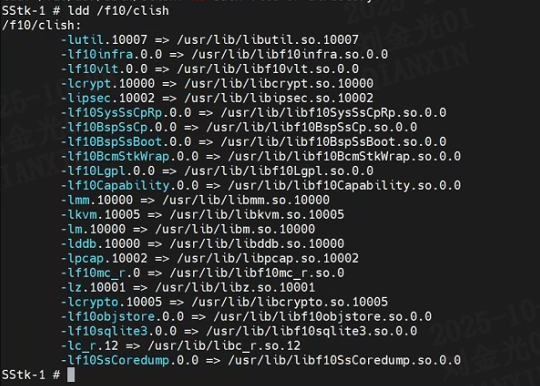 SStk-1 # ldd /f10/clish
/f10/clish:
-lutil.10007 => /usr/lib/libutil.so.10007
-lf10infra.0.0 => /usr/lib/libf10infra.so.0.0
-lf10vlt.0.0 => /usr/lib/libf10vlt.so.0.0
-lcrypt.10000 => /usr/lib/libcrypt.so.10000
-lipsec.10002 => /usr/lib/libipsec.so.10002
-lf10SysSsCpRp.0.0 => /usr/lib/libf10SysSsCpRp.so.0.0
-lf10BspSsCp.0.0 => /usr/lib/libf10BspSsCp.so.0.0
-lf10BspSsBoot.0.0 => /usr/lib/libf10BspSsBoot.so.0.0
-lf10BcmStkWrap.0.0 => /usr/lib/libf10BcmStkWrap.so.0.0
-lf10Lgpl.0.0 => /usr/lib/libf10Lgpl.so.0.0
-lf10Capability.0.0 => /usr/lib/libf10Capability.so.0.0
-lmm.10000 => /usr/lib/libmm.so.10000
-lkvm.10005 => /usr/lib/libkvm.so.10005
-lm.10000 => /usr/lib/libm.so.10000
-lddb.10000 => /usr/lib/libddb.so.10000
-lpcap.10002 => /usr/lib/libpcap.so.10002
-lf10mc_r.0 => /usr/lib/libf10mc_r.so.0
-lz.10001 => /usr/lib/libz.so.10001
-lcrypto.10005 => /usr/lib/libcrypto.so.10005
-lf10objstore.0.0 => /usr/lib/libf10objstore.so.0.0
-lf10sqlite3.0.0 => /usr/lib/libf10sqlite3.so.0.0
-lc_r.12 => /usr/lib/libc_r.so.12
-lf10SsCoredump.0.0 => /usr/lib/libf10SsCoredump.so.0.0
SStk-1 #